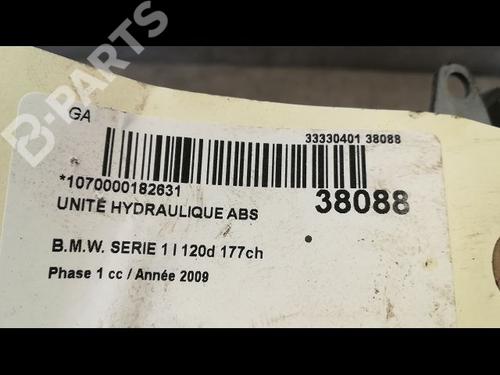 B-PARTS
GA
33330401 38088
*1070000182631
38088
UNITÉ HYDRAULIQUE ABS
B.M.W. SERIE 1 I 120d 177ch
Phase 1 cc / Année 2009